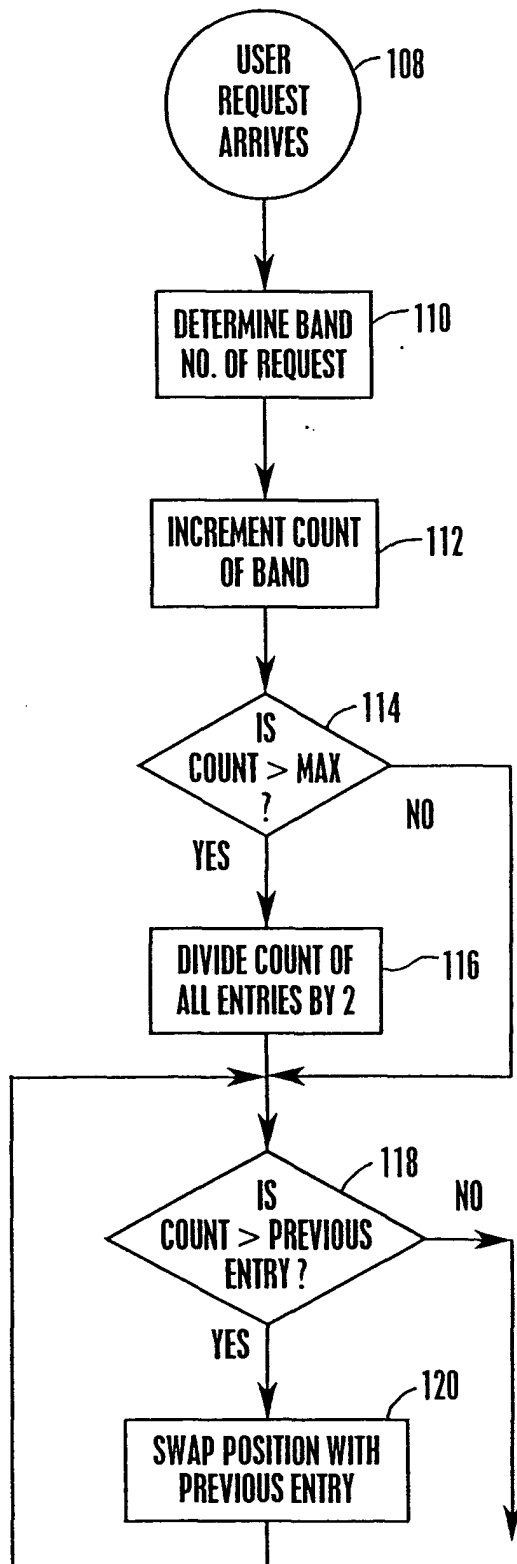 USER
REQUEST
ARRIVES
108
DETERMINE BAND
NO. OF REQUEST
110
INCREMENT COUNT
OF BAND
112
114
IS
COUNT > MAX
?
NO
YES
DIVIDE COUNT OF
ALL ENTRIES BY 2
116
118
IS
COUNT > PREVIOUS
ENTRY ?
NO
YES
120
SWAP POSITION WITH
PREVIOUS ENTRY